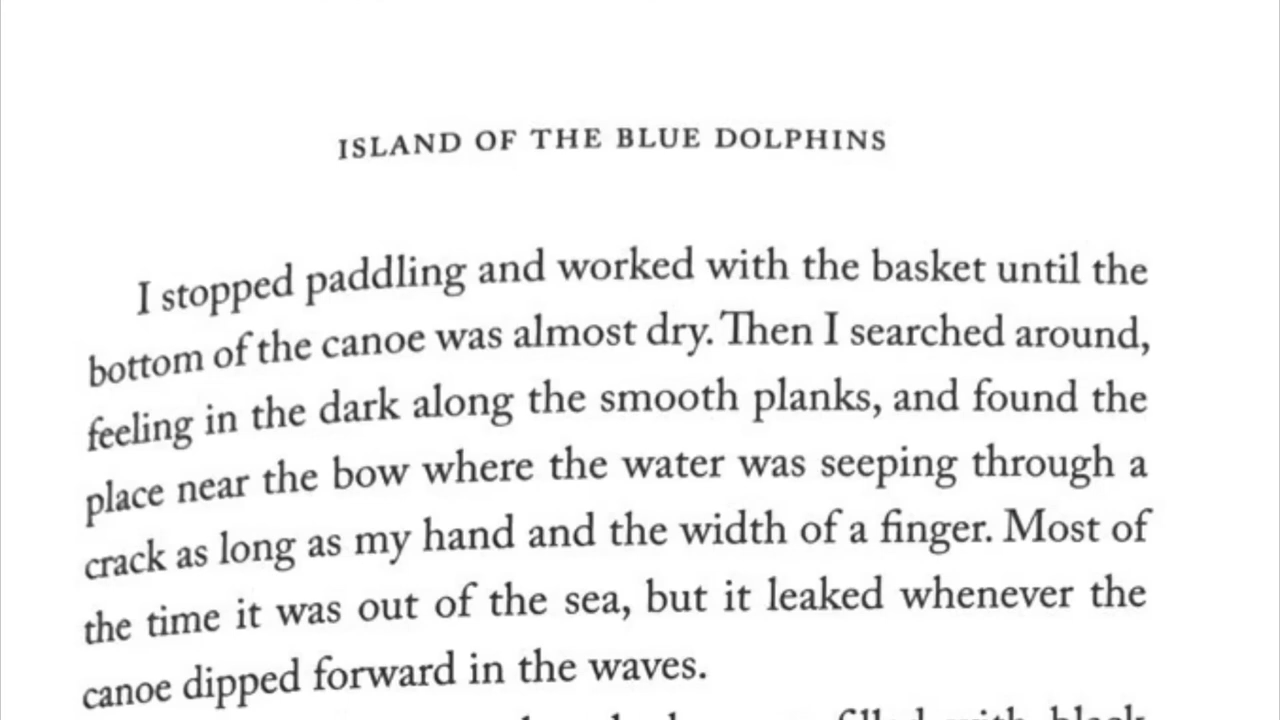 ISLAND OF THE BLUE DOLPHINS
I stopped paddling and worked with the basket until the
bottom of the canoe was almost dry. Then I searched around,
feeling in the dark along the smooth planks, and found the
place near the bow where the water was seeping through a
crack as long as my hand and the width of a finger. Most of
the time it was out of the sea, but it leaked whenever the
canoe dipped forward in the waves.
filled with black